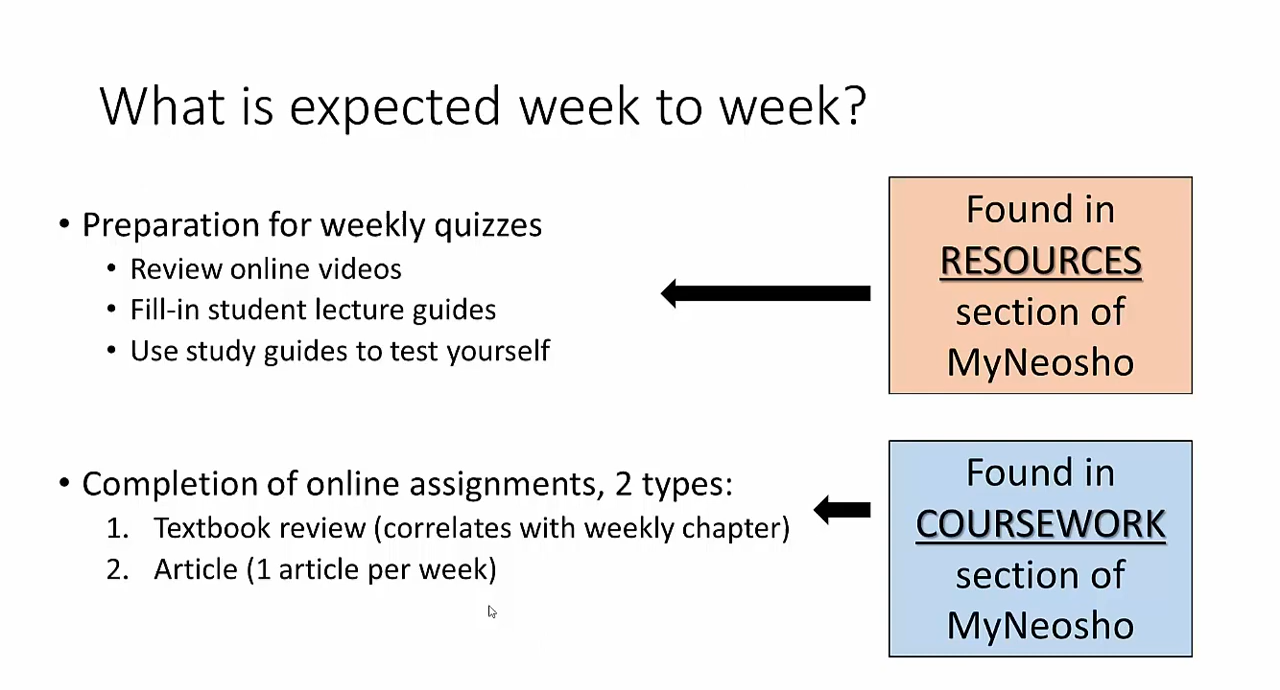 What is expected week to week?
• Preparation for weekly quizzes
• Review online videos
• Fill-in student lecture guides
• Use study guides to test yourself
Found in
RESOURCES
section of
MyNeosho
• Completion of online assignments, 2 types:
1. Textbook review (correlates with weekly chapter)
2. Article (1 article per week)
Found in
COURSEWORK
section of
MyNeosho